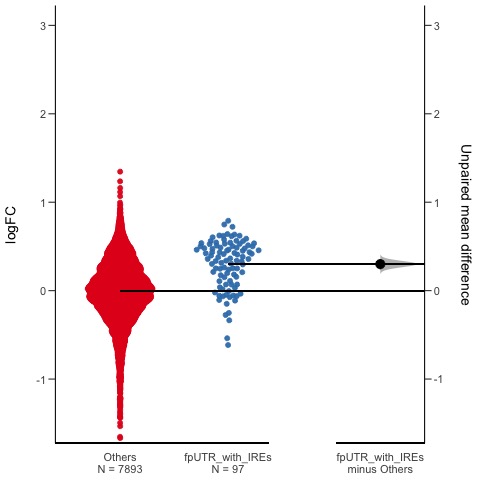 3
2
1
0
-1
logFC
3
2
1
0
-1
Unpaired mean difference
Others
N = 7893
fpUTR_with_IREs
N = 97
fpUTR_with_IREs
minus Others